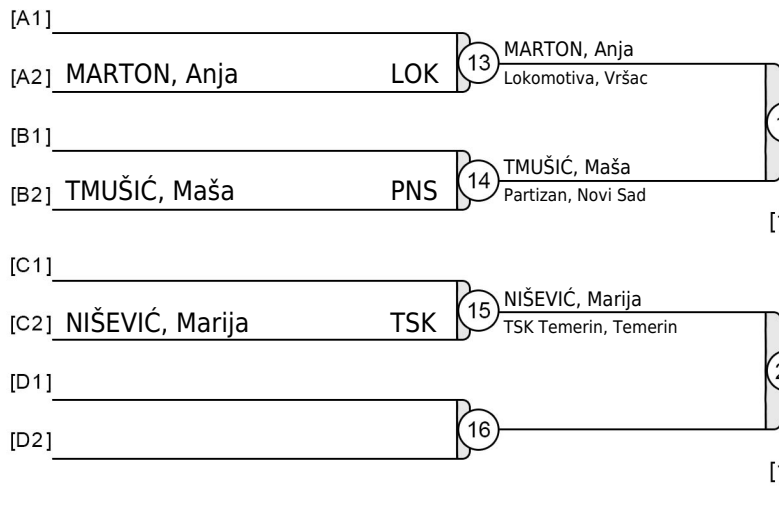 [A1]
[A2] MARTON, Anja LOK
13
MARTON, Anja
Lokomotiva, Vršac
[B1]
[B2] TMUŠIĆ, Maša PNS
14
TMUŠIĆ, Maša
Partizan, Novi Sad
[C1]
[C2] NIŠEVIĆ, Marija TSK
15
NIŠEVIĆ, Marija
TSK Temerin, Temerin
[D1]
[D2]
16